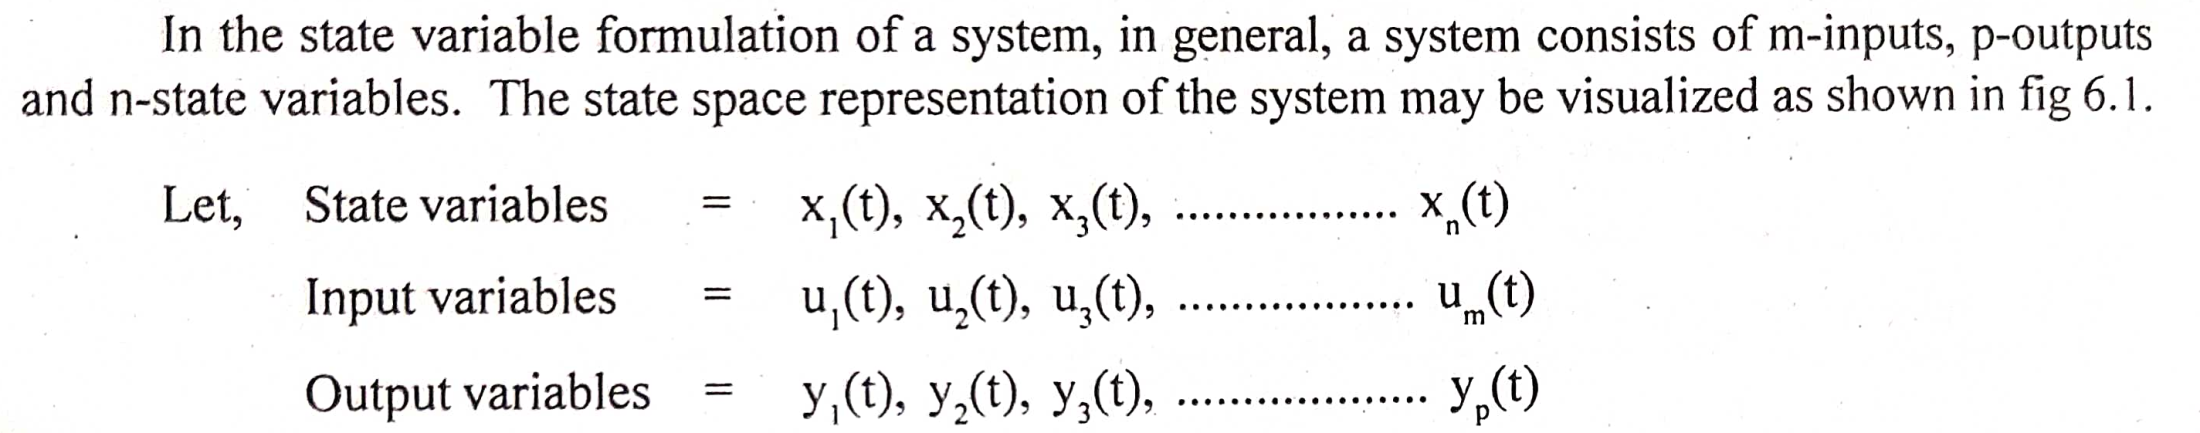 In the state variable formulation of a system, in general, a system consists of m-inputs, p-outputs
and n-state variables. The state space representation of the system may be visualized as shown in fig 6.1.
Let, State variables = x₁(t), x₂(t), x₃(t), .................. xₙ(t)
Input variables = u₁(t), u₂(t), u₃(t), ................... uₘ(t)
Output variables = y₁(t), y₂(t), y₃(t), .................... yₚ(t)